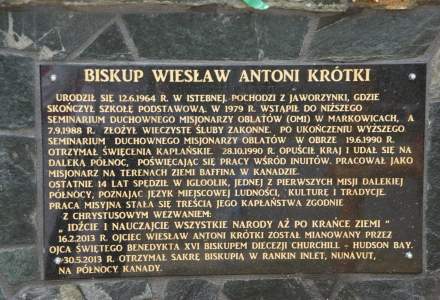 BISKUP WIESŁAW ANTONI KRÓTKI
URODZIŁ SIĘ 12.6.1964 R. W ISTEBNEJ. POCHODZI Z JAWORZYNKI, GDZIE
SKOŃCZYŁ SZKOŁĘ PODSTAWOWĄ. W 1979 R. WSTĄPIŁ DO NIŻSZEGO
SEMINARIUM DUCHOWNEGO MISJONARZY OBLATÓW (OMI) W MARKOWICACH, A
7.9.1988 R. ZŁOŻYŁ WIECZYSTE ŚLUBY ZAKONNE. PO UKOŃCZENIU WYŻSZEGO
SEMINARIUM DUCHOWNEGO MISJONARZY OBLATÓW W OBRZE 19.6.1990 R.
OTRZYMAŁ ŚWIĘCENIA KAPŁAŃSKIE. 28.10.1990 R. OPUŚCIŁ KRAJ I UDAŁ SIĘ NA
DALEKĄ PÓŁNOC, POŚWIĘCAJĄC SIĘ PRACY WŚRÓD INUITÓW. PRACOWAŁ JAKO
MISJONARZ NA TERENACH ZIEMI BAFFINA W KANADZIE.
OSTATNIE 14 LAT SPĘDZIŁ W IGLOOLIK, JEDNEJ Z PIERWSZYCH MISJI DALEKIEJ
PÓŁNOCY, POZNAJĄC JĘZYK MIEJSCOWEJ LUDNOŚCI, KULTURĘ I TRADYCJE.
PRACA MISYJNA STAŁA SIĘ TREŚCIĄ JEGO KAPŁAŃSTWA ZGODNIE
Z CHRYSTUSOWYM WEZWANIEM:
„ IDŹCIE I NAUCZAJCIE WSZYSTKIE NARODY AŻ PO KRAŃCE ZIEMI "
16.2.2013 R. OJCIEC WIESŁAW ANTONI KRÓTKI ZOSTAŁ MIANOWANY PRZEZ
OJCA ŚWIĘTEGO BENEDYKTA XVI BISKUPEM DIECEZJI CHURCHILL - HUDSON BAY.
30.5.2013 R. OTRZYMAŁ SAKRĘ BISKUPIĄ W RANKIN INLET, NUNAVUT,
NA PÓŁNOCY KANADY.